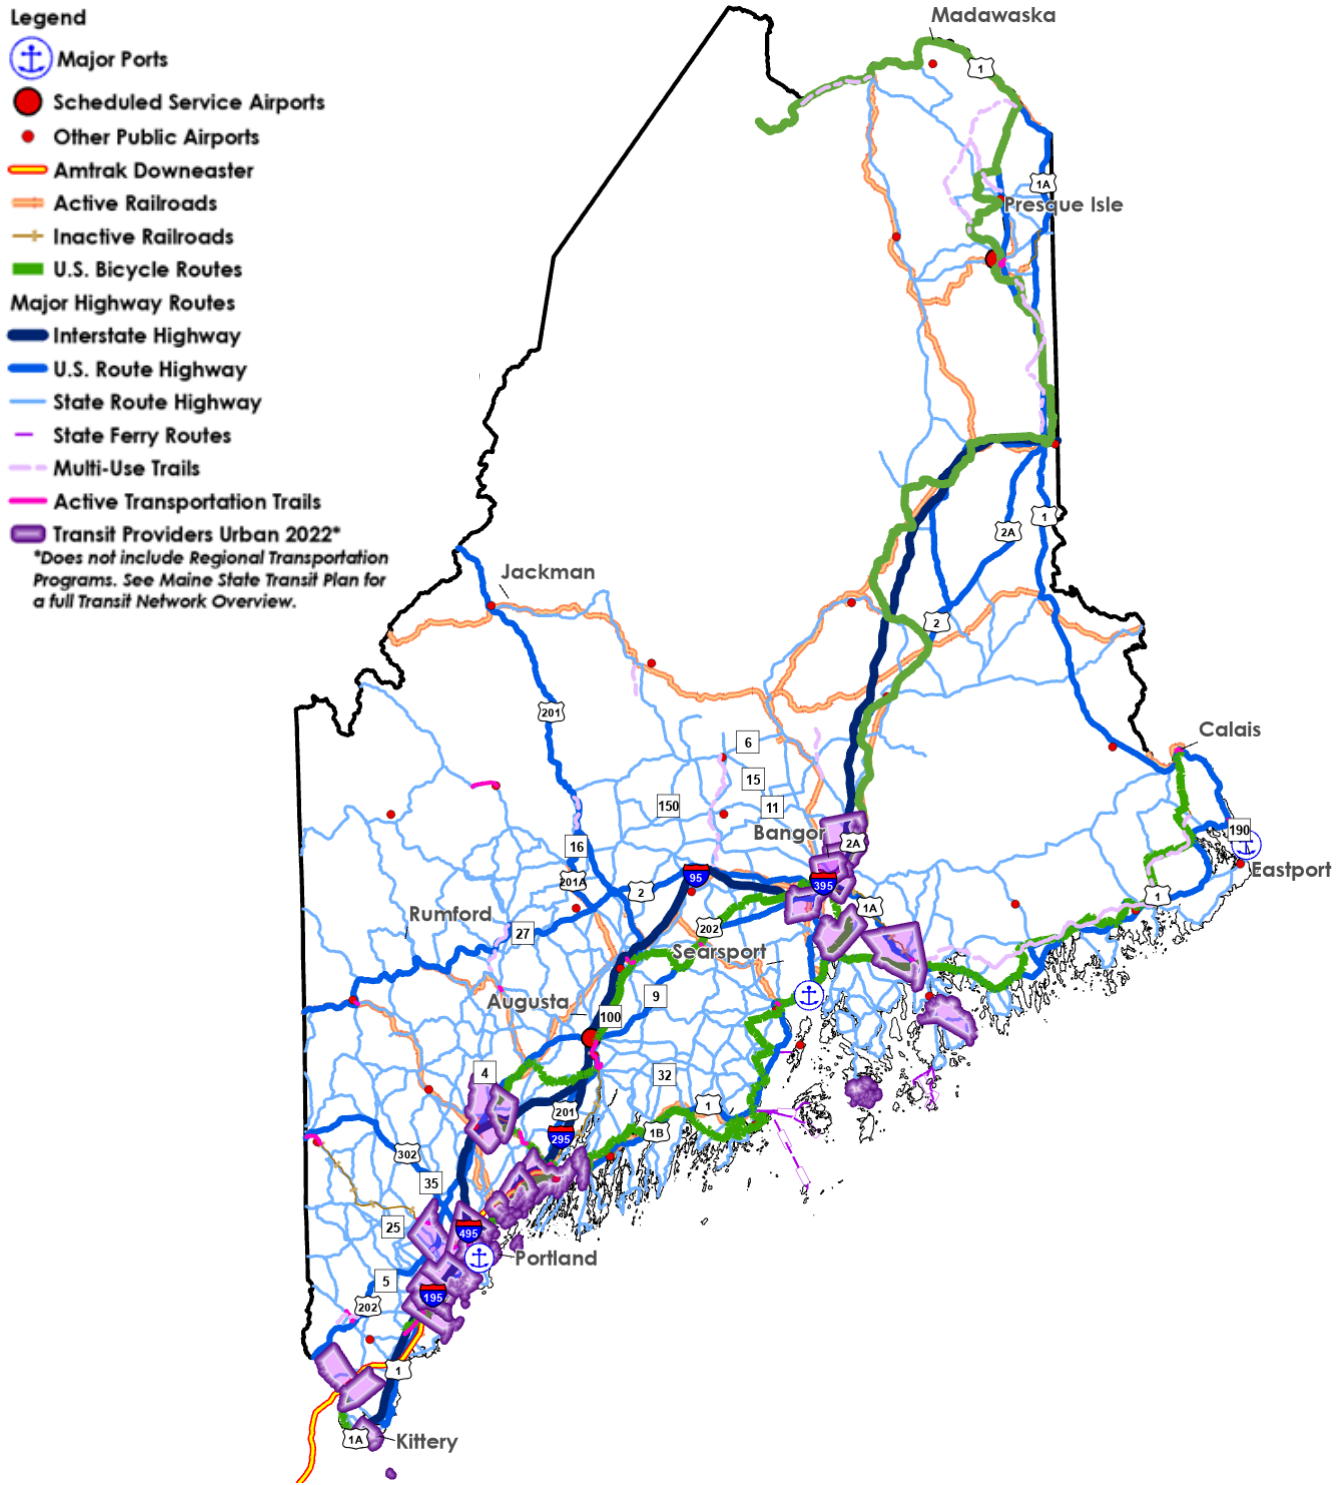 Legend
Major Ports
Scheduled Service Airports
Other Public Airports
Amtrak Downeaster
Active Railroads
Inactive Railroads
U.S. Bicycle Routes
Major Highway Routes
Interstate Highway
U.S. Route Highway
State Route Highway
State Ferry Routes
Multi-Use Trails
Active Transportation Trails
Transit Providers Urban 2022*
*Does not include Regional Transportation
Programs. See Maine State Transit Plan for
a full Transit Network Overview.
Madawaska
1
1A
Presque Isle
1
2A
Jackman
2
201
Calais
6
15
150
11
Bangor
2A
190
16
Eastport
95
395
201A
2
1
1A
Rumford
202
27
Searsport
9
Augusta
100
4
32
201
1
295
1B
302
35
25
495
Portland
5
195
202
1
1A
Kittery